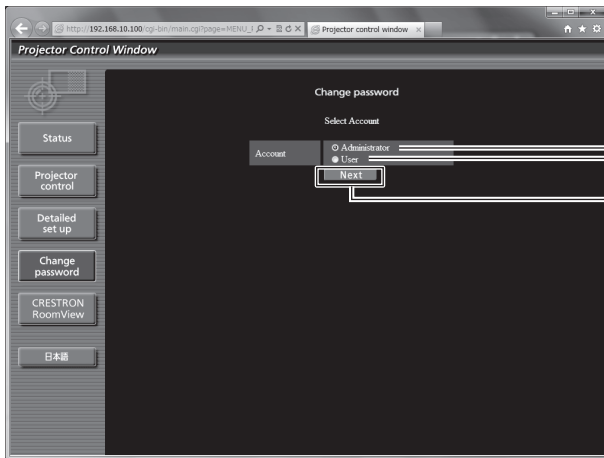 http://192.168.10.100/cgi-bin/main.cgi?page=MENU_I
Projector control window
Projector Control Window
Change password
Select Account
Account
Administrator
User
Next
Status
Projector
control
Detailed
set up
Change
password
CRESTRON
RoomView
日本語